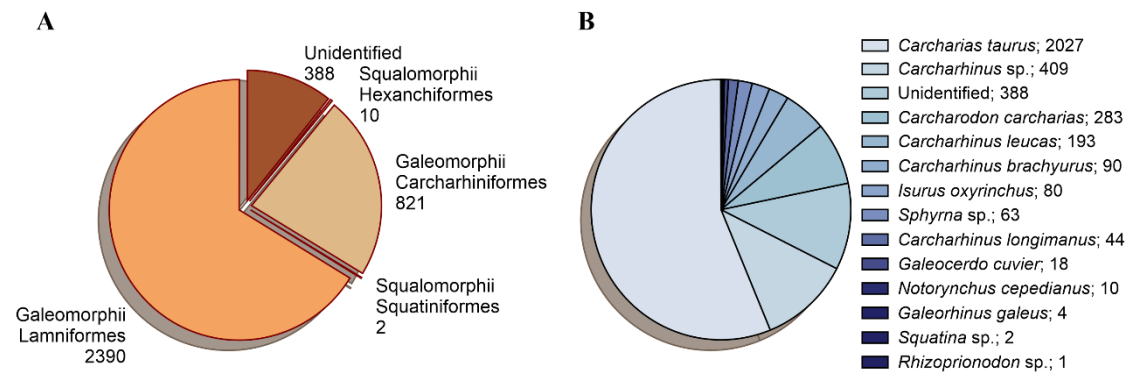 A
Unidentified
388
Squalomorphii
Hexanchiformes
10
Galeomorphii
Carcharhiniformes
821
Squalomorphii
Squatiniformes
2
Galeomorphii
Lamniformes
2390
B
Carcharias taurus; 2027
Carcharhinus sp.; 409
Unidentified; 388
Carcharodon carcharias; 283
Carcharhinus leucas; 193
Carcharhinus brachyurus; 90
Isurus oxyrinchus; 80
Sphyrna sp.; 63
Carcharhinus longimanus; 44
Galeocerdo cuvier; 18
Notorynchus cepedianus; 10
Galeorhinus galeus; 4
Squatina sp.; 2
Rhizoprionodon sp.; 1